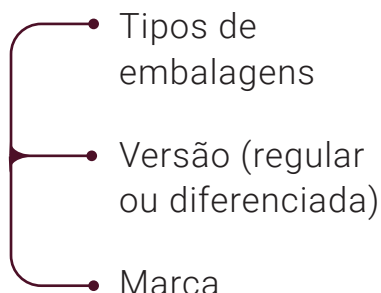 Tipos de
embalagens
Versão (regular
ou diferenciada)
Marca